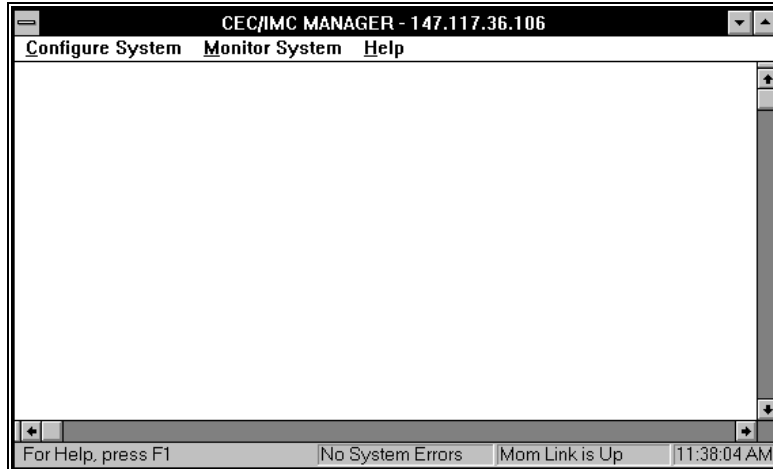 CEC/IMC MANAGER - 147.117.36.106
Configure System Monitor System Help
For Help, press F1 No System Errors Mom Link is Up 11:38:04 AM